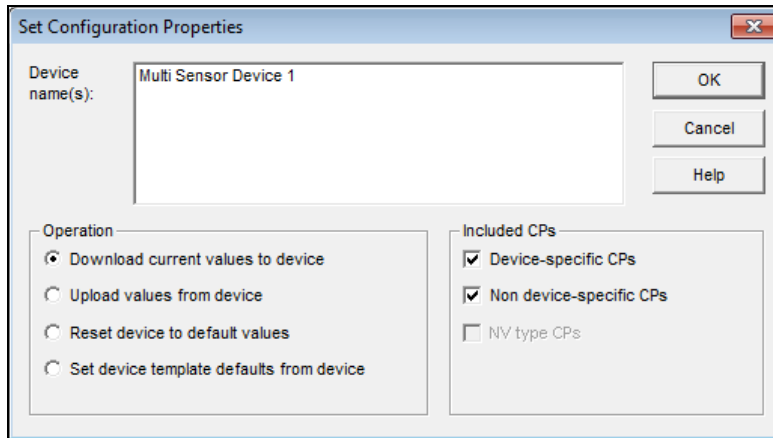 Set Configuration Properties
Device
name(s):
Multi Sensor Device 1
OK
Cancel
Help
Operation
Download current values to device
Upload values from device
Reset device to default values
Set device template defaults from device
Included CPs
Device-specific CPs
Non device-specific CPs
NV type CPs